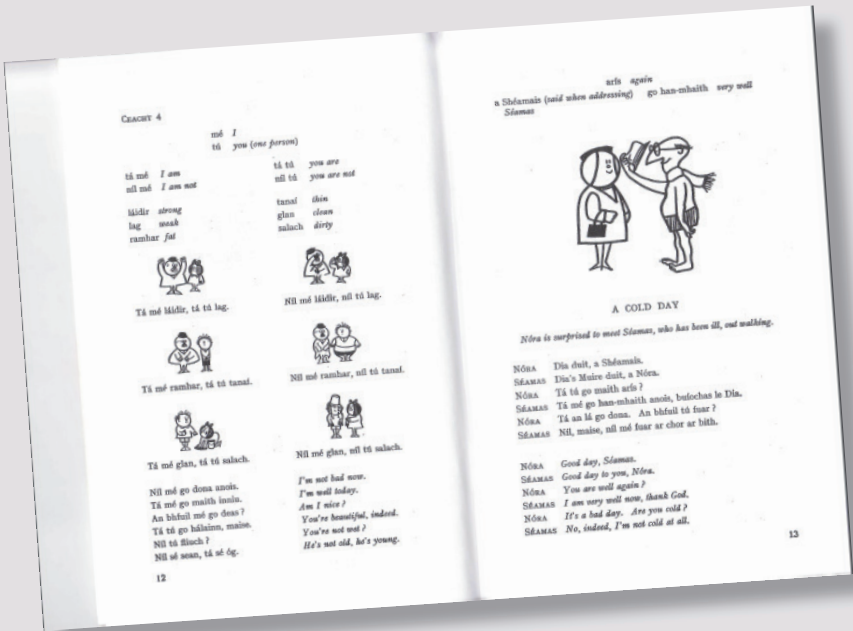 CEACHT 4
mé I
tú you (one person)
tá mé I am
níl mé I am not
tá tú you are
níl tú you are not
láidir strong
lag weak
ramhar fat
tanaí thin
glan clean
salach dirty
Tá mé láidir, tá tú lag.
Níl mé láidir, níl tú lag.
Tá mé ramhar, tá tú tanaí.
Níl mé ramhar, níl tú tanaí.
Tá mé glan, tá tú salach.
Níl mé glan, níl tú salach.
Níl mé go dona anois.
Tá mé go maith inniu.
An bhfuil mé go deas?
Tá tú go hálainn, maise.
Níl tú fliuch?
Níl sé sean, tá sé óg.
I'm not bad now.
I'm well today.
Am I nice?
You're beautiful, indeed.
You're not wet?
He's not old, he's young.
12
arís again
a Shéamais (said when addressing) go han-mhaith very well
Séamas
A COLD DAY
Nóra is surprised to meet Séamas, who has been ill, out walking.
NÓRA Dia duit, a Shéamais.
SÉAMAS Dia's Muire duit, a Nóra.
NÓRA Tá tú go maith arís?
SÉAMAS Tá mé go han-mhaith anois, buíochas le Dia.
NÓRA Tá an lá go dona. An bhfuil tú fuar?
SÉAMAS Níl, maise, níl mé fuar ar chor ar bith.
NÓRA Good day, Séamas.
SÉAMAS Good day to you, Nóra.
NÓRA You are well again?
SÉAMAS I am very well now, thank God.
NÓRA It's a bad day. Are you cold?
SÉAMAS No, indeed, I'm not cold at all.
13